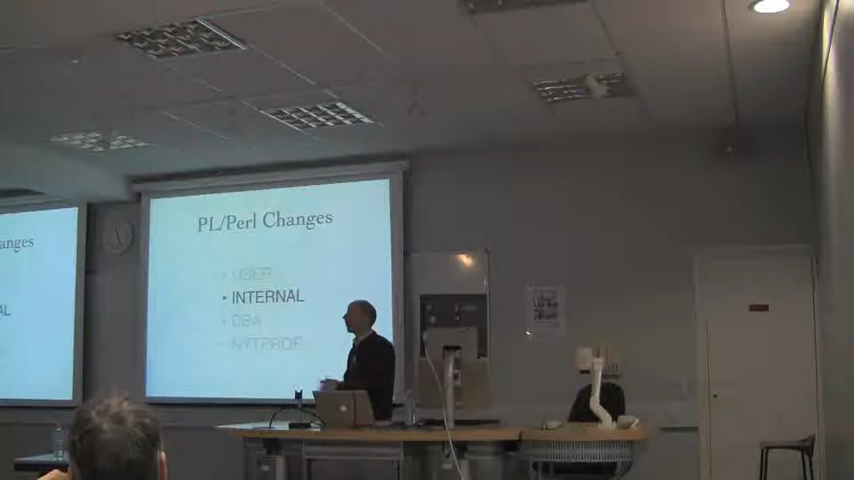 PL/Perl Changes
USER
INTERNAL
DBA
NYTPROF
anges
AL